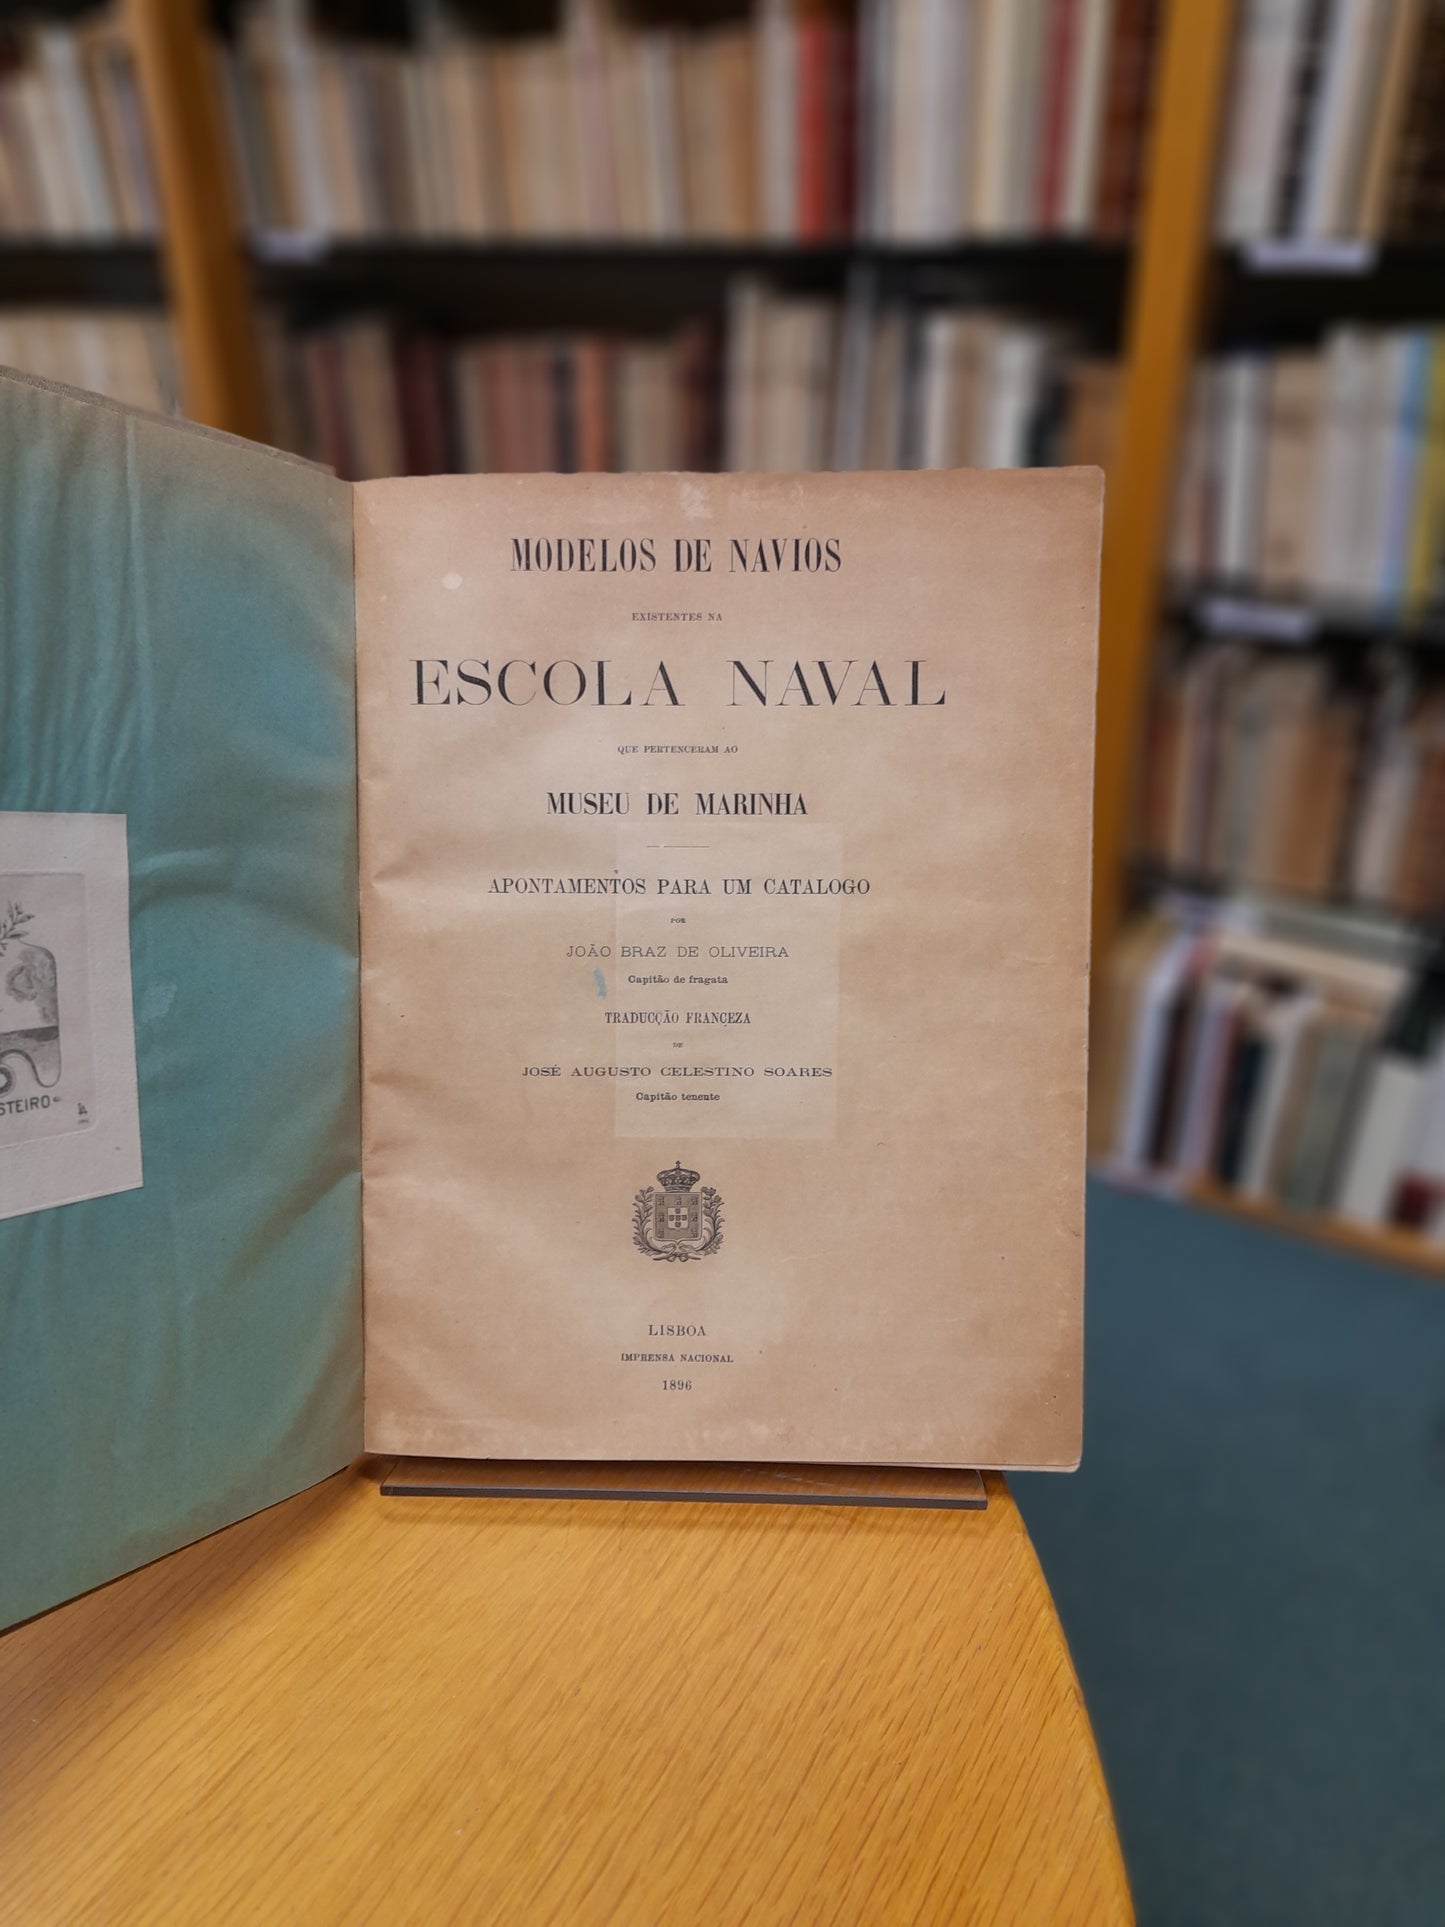 MODELOS DE NAVIOS
EXISTENTES NA
ESCOLA NAVAL
QUE PERTENCERAM AO
MUSEU DE MARINHA
APONTAMENTOS PARA UM CATALOGO
POR
JOÃO BRAZ DE OLIVEIRA
Capitão de fragata
TRADUCÇÃO FRANÇEZA
DE
JOSÉ AUGUSTO CELESTINO SOARES
Capitão tenente
LISBOA
IMPRENSA NACIONAL
1896